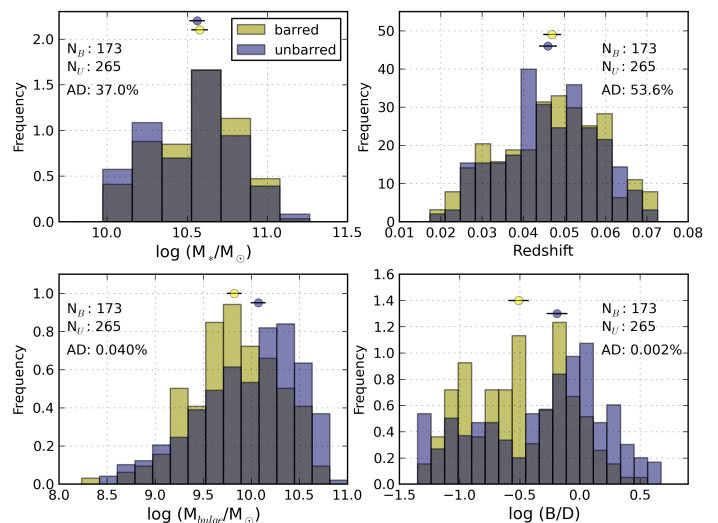 2.0
1.5
1.0
0.5
0.0
Frequency
N_B: 173
N_U: 265
AD: 37.0%
barred
unbarred
10.0 10.5 11.0 11.5
log (M_*/M_☉)
50
40
30
20
10
0
Frequency
N_B: 173
N_U: 265
AD: 53.6%
0.01 0.02 0.03 0.04 0.05 0.06 0.07 0.08
Redshift
1.0
0.8
0.6
0.4
0.2
0.0
Frequency
N_B: 173
N_U: 265
AD: 0.040%
8.0 8.5 9.0 9.5 10.0 10.5 11.0
log (M_bulge/M_☉)
1.6
1.4
1.2
1.0
0.8
0.6
0.4
0.2
0.0
Frequency
N_B: 173
N_U: 265
AD: 0.002%
−1.5 −1.0 −0.5 0.0 0.5
log (B/D)